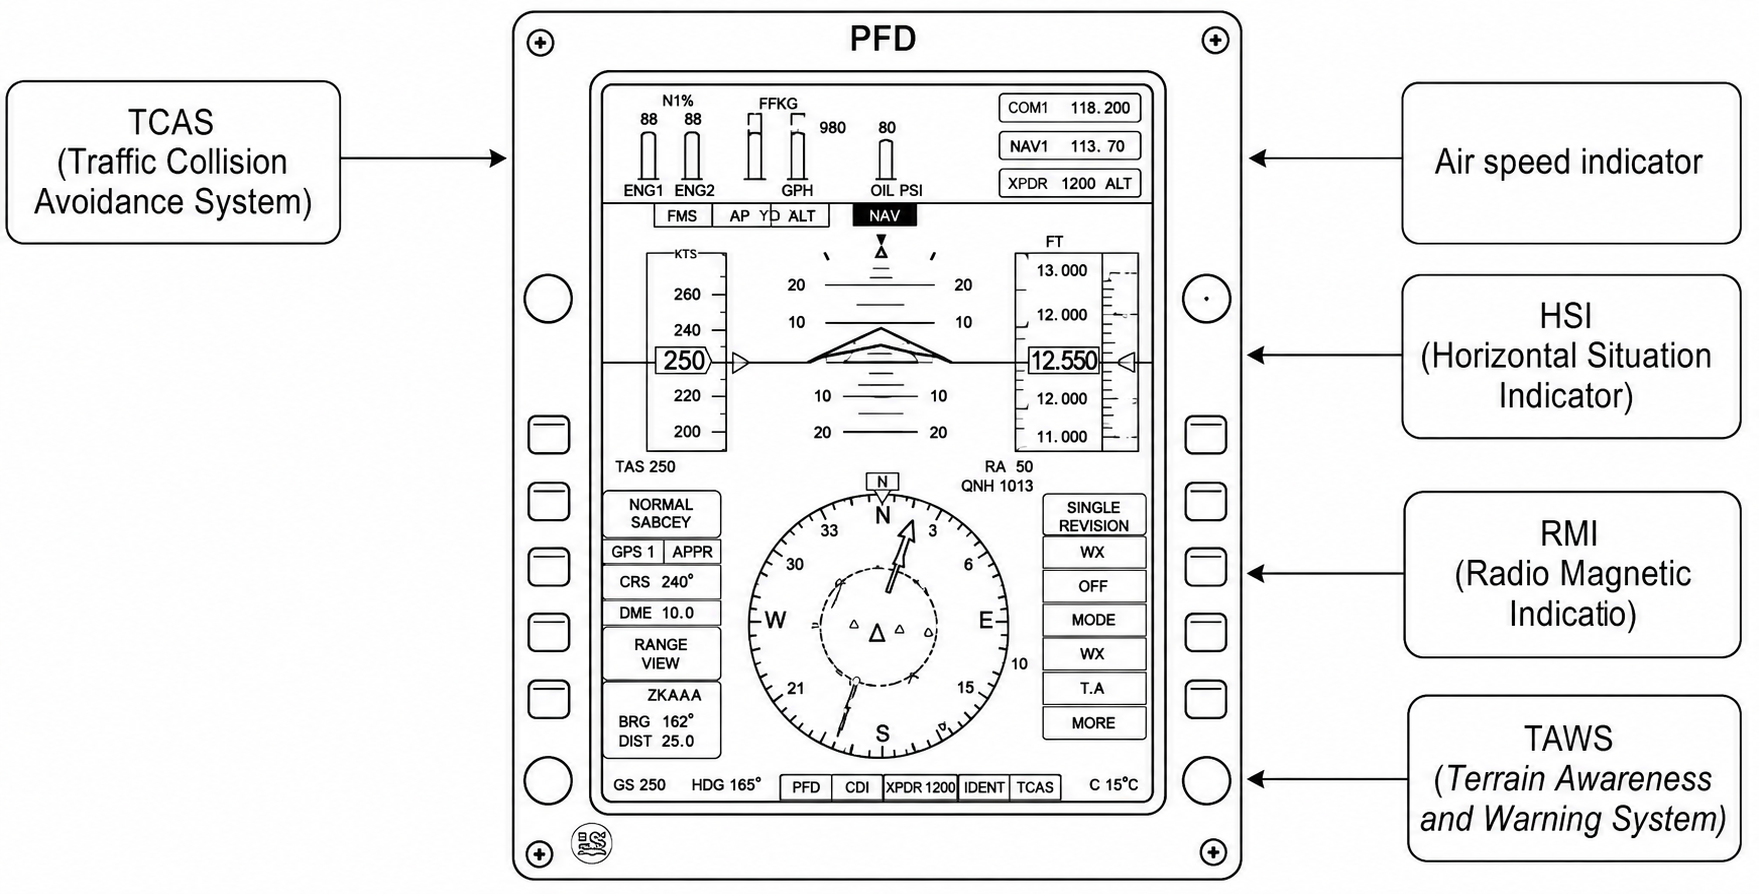 PFD
TCAS
(Traffic Collision
Avoidance System)
N1%
88 88
ENG1 ENG2
FFKG
980
GPH
80
OIL PSI
COM1 118.200
NAV1 113.70
XPDR 1200 ALT
FMS AP YD ALT NAV
KTS
260
240
250
220
200
20 20
10 10
10 10
20 20
FT
13.000
12.000
12.550
12.000
11.000
TAS 250
RA 50
QNH 1013
NORMAL
SABCEY
GPS 1 APPR
CRS 240°
DME 10.0
RANGE
VIEW
ZKAAA
BRG 162°
DIST 25.0
N
N
33 3
30 6
W E
10
21 15
S
SINGLE
REVISION
WX
OFF
MODE
WX
T.A
MORE
GS 250 HDG 165° PFD CDI XPDR 1200 IDENT TCAS C 15°C
Air speed indicator
HSI
(Horizontal Situation
Indicator)
RMI
(Radio Magnetic
Indicatio)
TAWS
(Terrain Awareness
and Warning System)